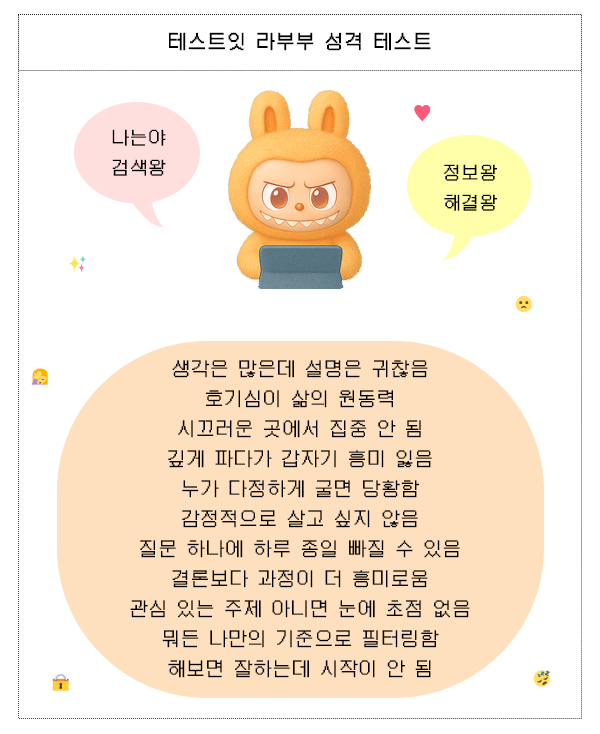 테스트잇 라부부 성격 테스트
나는야
검색왕
정보왕
해결왕
생각은 많은데 설명은 귀찮음
호기심이 삶의 원동력
시끄러운 곳에서 집중 안 됨
깊게 파다가 갑자기 흥미 잃음
누가 다정하게 굴면 당황함
감정적으로 살고 싶지 않음
질문 하나에 하루 종일 빠질 수 있음
결론보다 과정이 더 흥미로움
관심 있는 주제 아니면 눈에 초점 없음
뭐든 나만의 기준으로 필터링함
해보면 잘하는데 시작이 안 됨